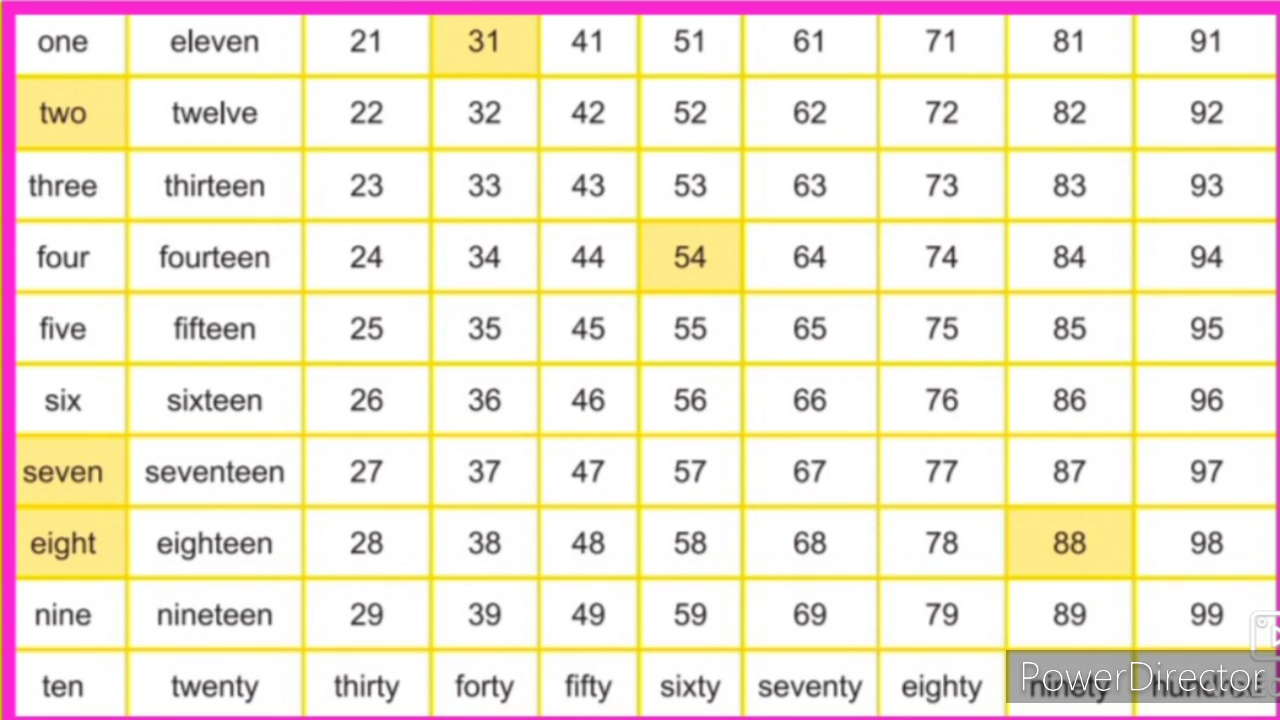 one eleven 21 31 41 51 61 71 81 91
two twelve 22 32 42 52 62 72 82 92
three thirteen 23 33 43 53 63 73 83 93
four fourteen 24 34 44 54 64 74 84 94
five fifteen 25 35 45 55 65 75 85 95
six sixteen 26 36 46 56 66 76 86 96
seven seventeen 27 37 47 57 67 77 87 97
eight eighteen 28 38 48 58 68 78 88 98
nine nineteen 29 39 49 59 69 79 89 99
ten twenty thirty forty fifty sixty seventy eighty ninety hundred
PowerDirector